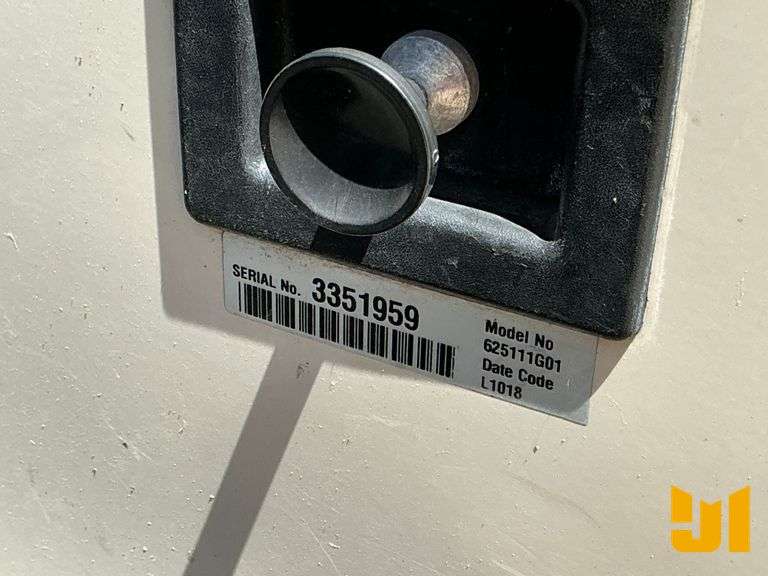 SERIAL No. 3351959
Model No
625111G01
Date Code
L1018